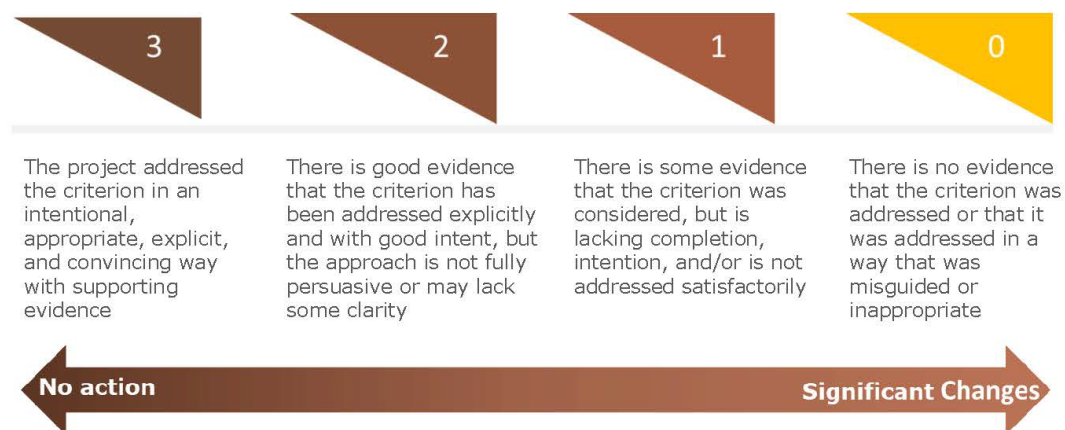 3
2
1
0
The project addressed
the criterion in an
intentional,
appropriate, explicit,
and convincing way
with supporting
evidence
There is good evidence
that the criterion has
been addressed explicitly
and with good intent, but
the approach is not fully
persuasive or may lack
some clarity
There is some evidence
that the criterion was
considered, but is
lacking completion,
intention, and/or is not
addressed satisfactorily
There is no evidence
that the criterion was
addressed or that it
was addressed in a
way that was
misguided or
inappropriate
No action
Significant Changes